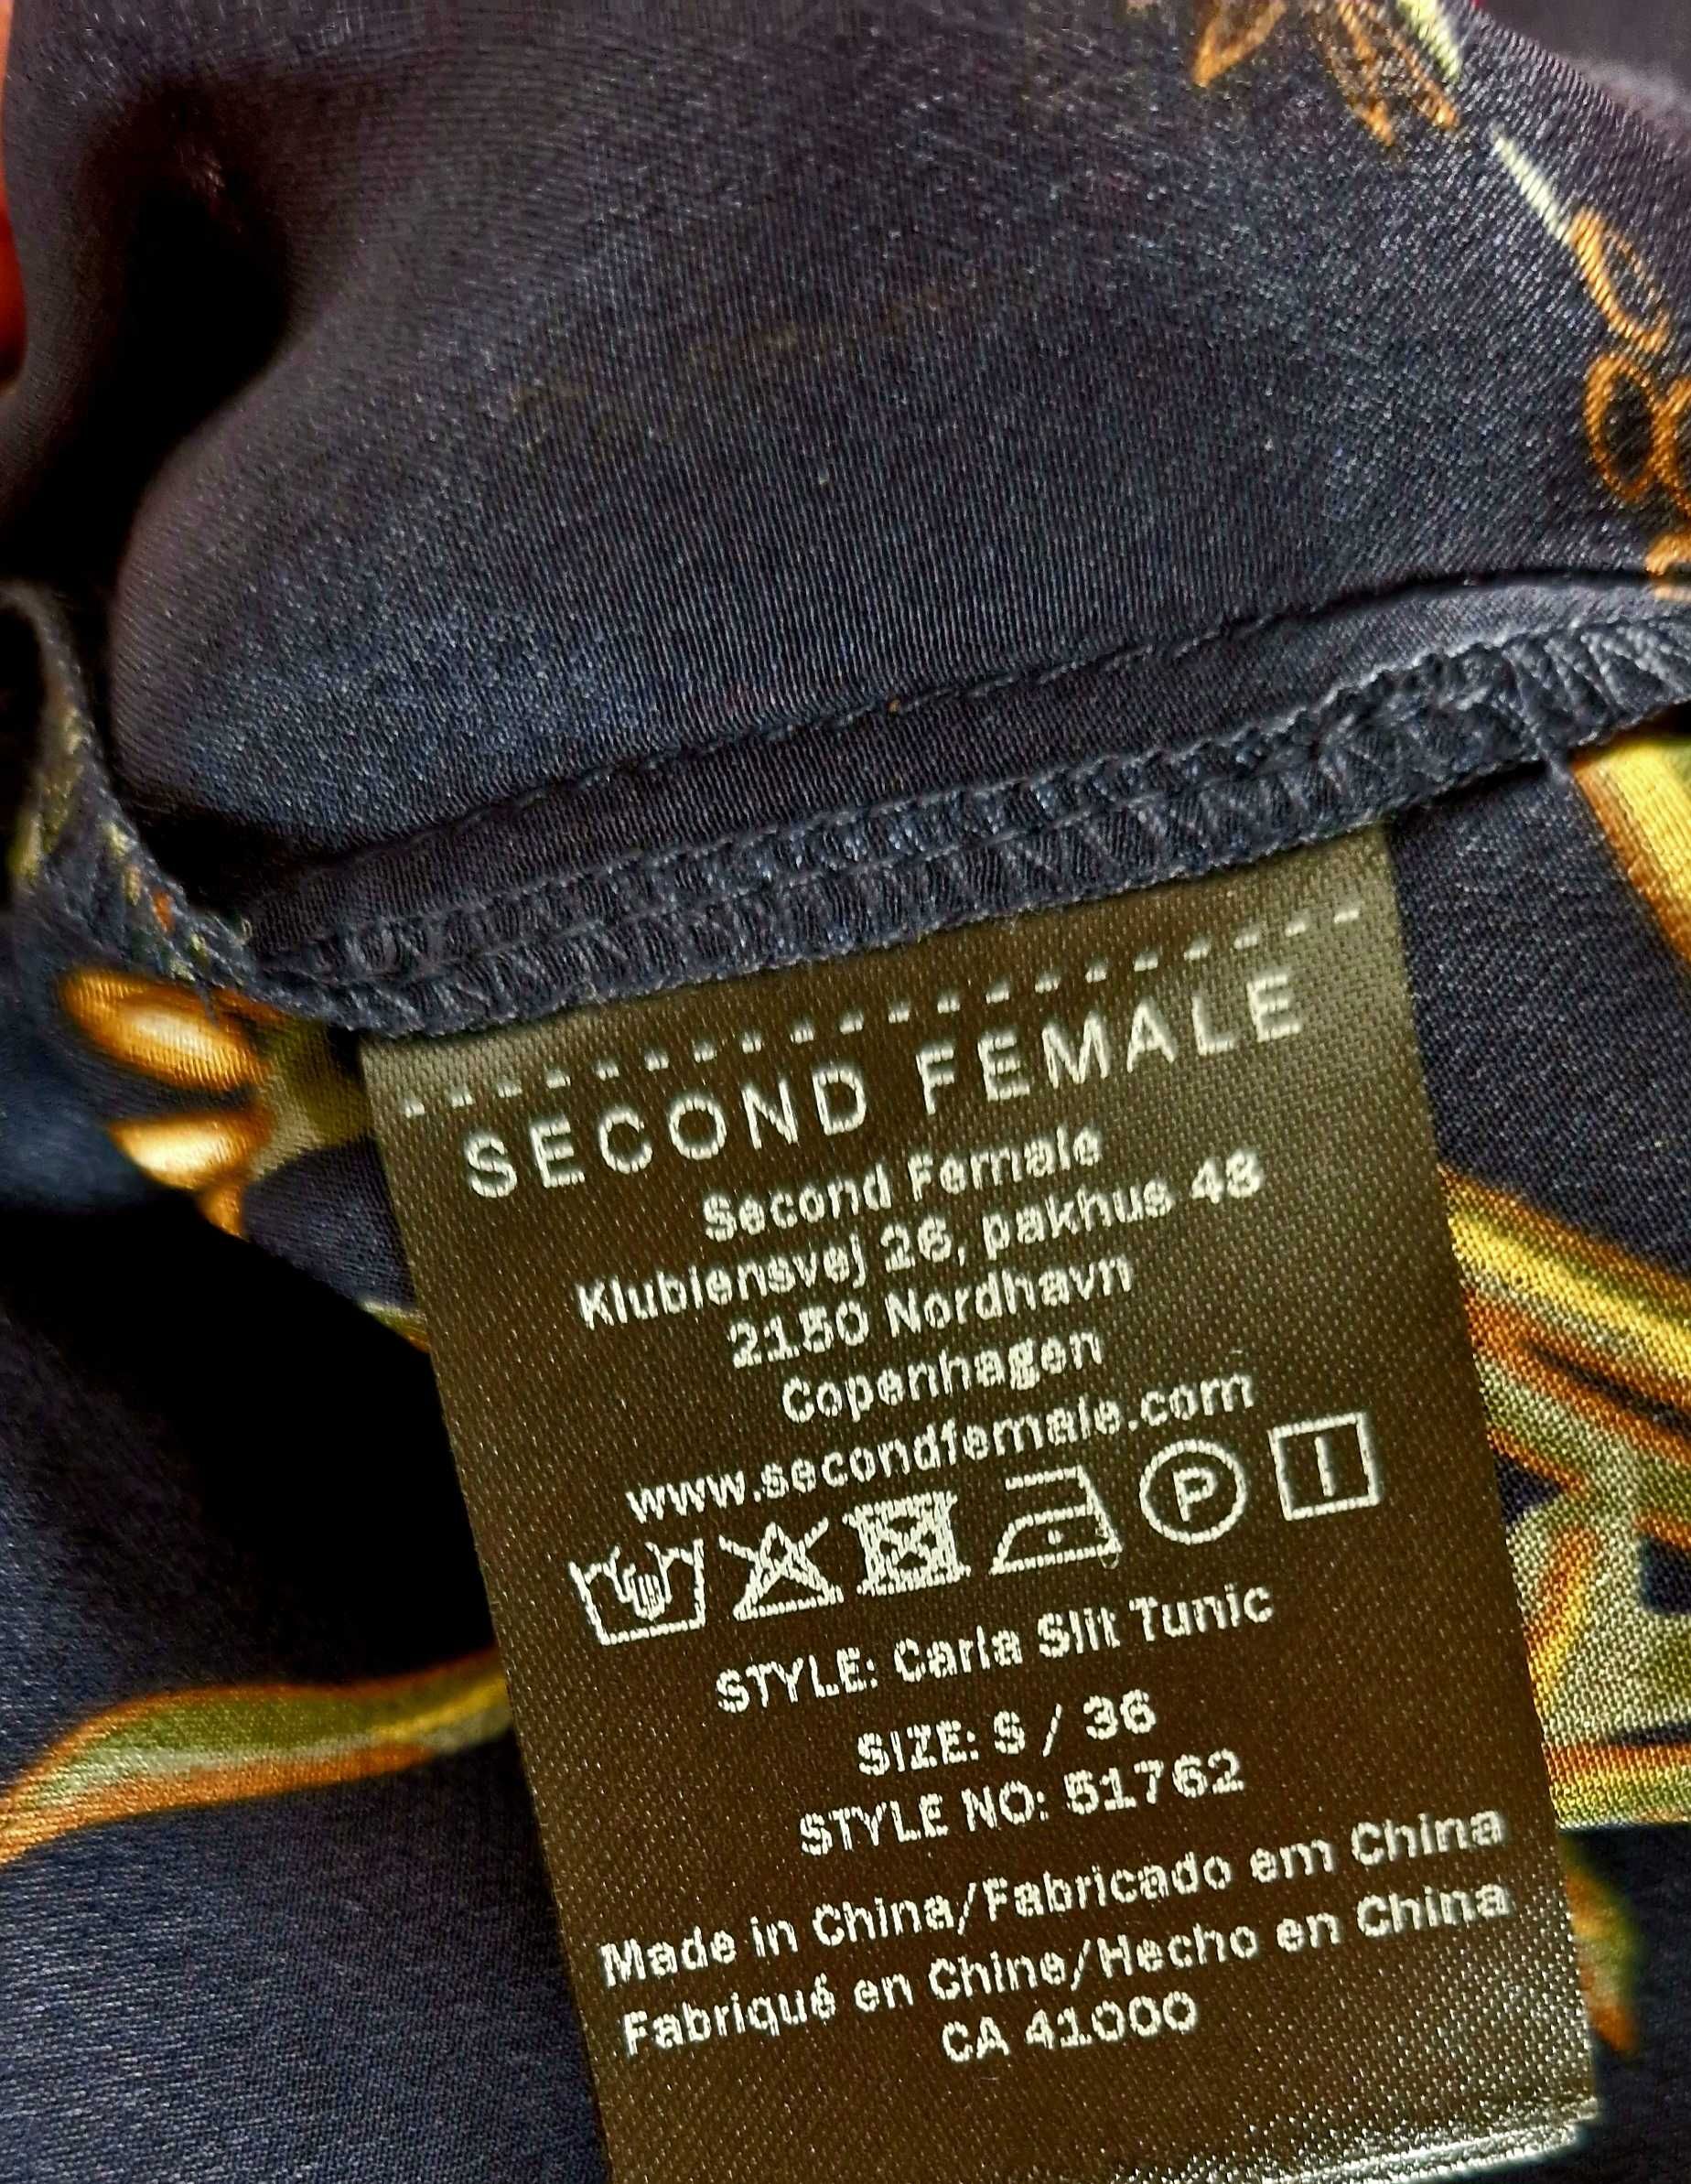 SECOND FEMALE
Second Female
Klubiensvej 26, pakhus 48
2150 Nordhavn
Copenhagen
www.secondfemale.com
P I
STYLE: Carla Slit Tunic
SIZE: S / 36
STYLE NO: 51762
Made in China/Fabricado em China
Fabriqué en Chine/Hecho en China
CA 41000